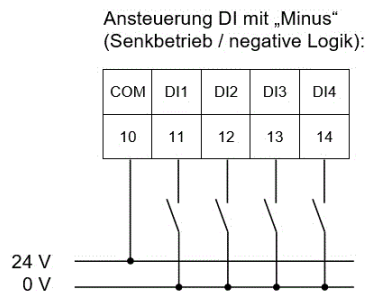 Ansteuerung DI mit „Minus“
(Senkbetrieb / negative Logik):
COM DI1 DI2 DI3 DI4
10 11 12 13 14
24 V
0 V